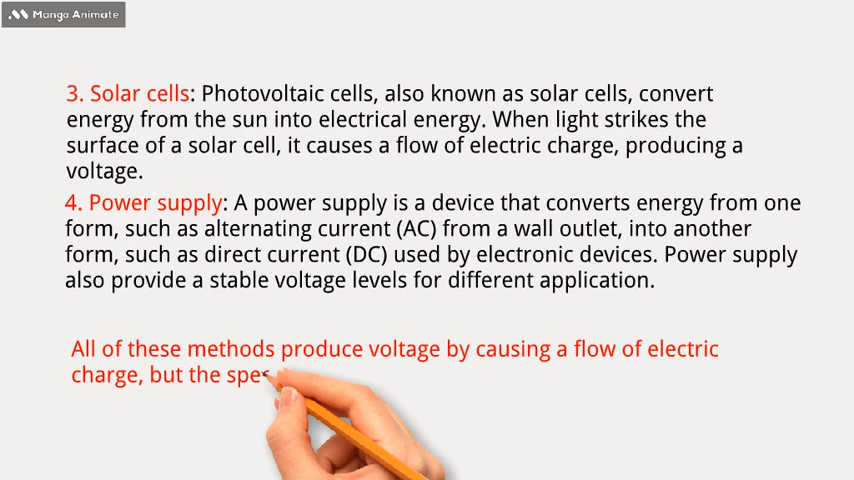 Mango Animate
3. Solar cells: Photovoltaic cells, also known as solar cells, convert
energy from the sun into electrical energy. When light strikes the
surface of a solar cell, it causes a flow of electric charge, producing a
voltage.
4. Power supply: A power supply is a device that converts energy from one
form, such as alternating current (AC) from a wall outlet, into another
form, such as direct current (DC) used by electronic devices. Power supply
also provide a stable voltage levels for different application.
All of these methods produce voltage by causing a flow of electric
charge, but the spe